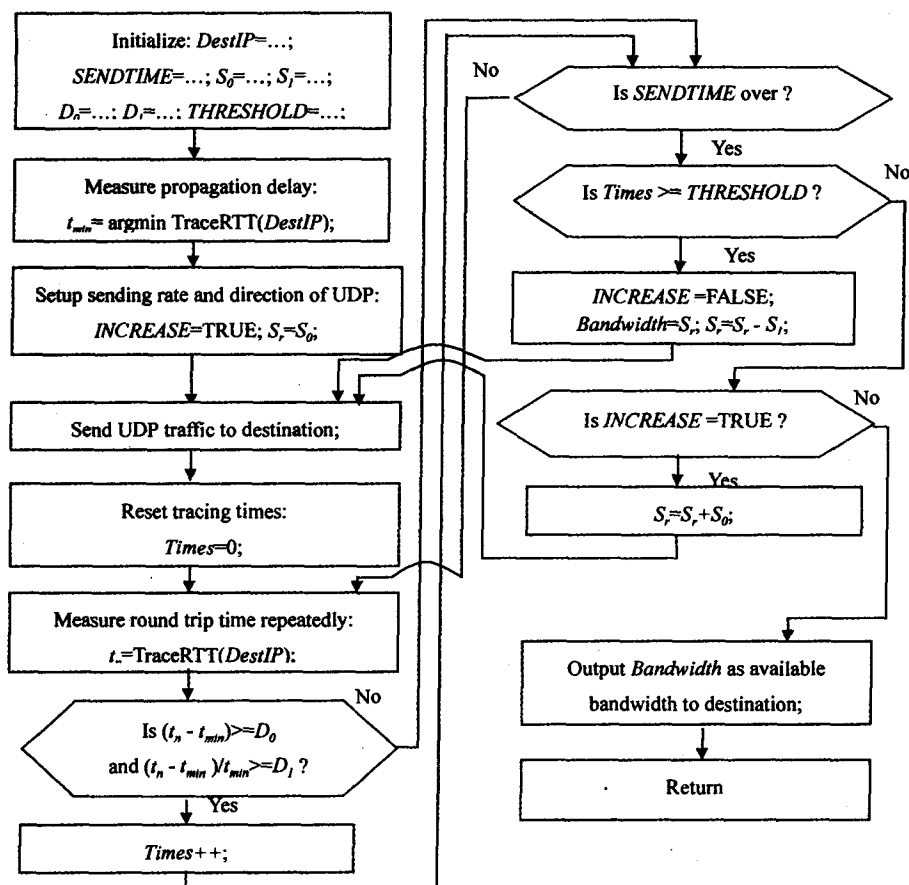 Initialize: DestIP=…;
SENDTIME=…; S0=…; S1=…;
D0=…; D1=…; THRESHOLD=…;
Measure propagation delay:
tmin= argmin TraceRTT(DestIP);
Setup sending rate and direction of UDP:
INCREASE=TRUE; Sr=S0;
Send UDP traffic to destination;
Reset tracing times:
Times=0;
Measure round trip time repeatedly:
tn=TraceRTT(DestIP);
No
Is (tn - tmin)>=D0
and (tn - tmin )/tmin>=D1 ?
Yes
Times++;
No
Is SENDTIME over ?
Yes
No
Is Times >= THRESHOLD ?
Yes
INCREASE =FALSE;
Bandwidth=Sr; Sr=Sr - S1;
No
Is INCREASE =TRUE ?
Yes
Sr=Sr+S0;
Output Bandwidth as available
bandwidth to destination;
Return